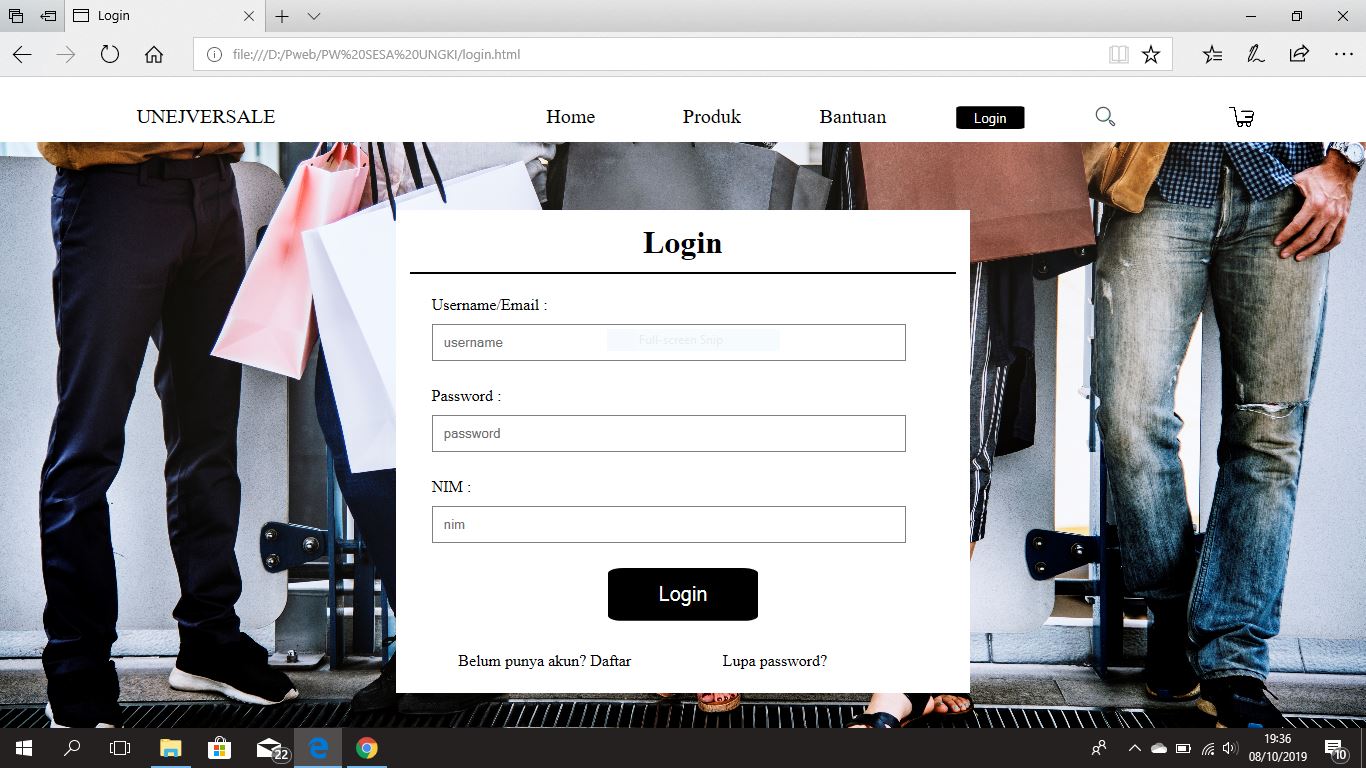 Login
file:///D:/Pweb/PW%20SESA%20UNGKI/login.html
UNEJVERSALE Home Produk Bantuan Login
Login
Username/Email :
username
Full-screen Snip
Password :
password
NIM :
nim
Login
Belum punya akun? Daftar Lupa password?
22
19:36
08/10/2019
10